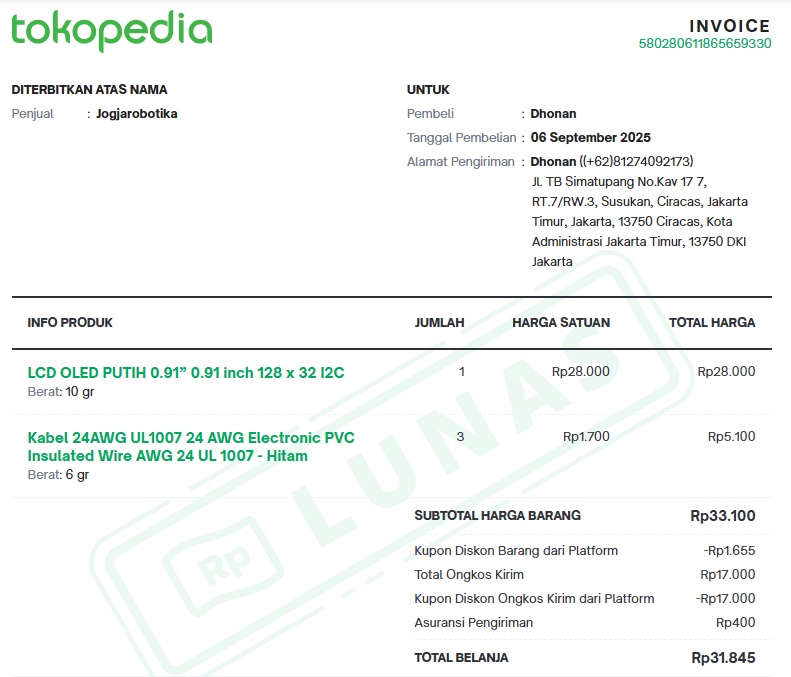 tokopedia
INVOICE
580280611865659330
DITERBITKAN ATAS NAMA
Penjual : Jogjarobotika
UNTUK
Pembeli : Dhonan
Tanggal Pembelian : 06 September 2025
Alamat Pengiriman : Dhonan ((+62)81274092173)
Jl. TB Simatupang No.Kav 17 7,
RT.7/RW.3, Susukan, Ciracas, Jakarta
Timur, Jakarta, 13750 Ciracas, Kota
Administrasi Jakarta Timur, 13750 DKI
Jakarta
INFO PRODUK JUMLAH HARGA SATUAN TOTAL HARGA
LCD OLED PUTIH 0.91” 0.91 inch 128 x 32 I2C 1 Rp28.000 Rp28.000
Berat: 10 gr
Kabel 24AWG UL1007 24 AWG Electronic PVC 3 Rp1.700 Rp5.100
Insulated Wire AWG 24 UL 1007 - Hitam
Berat: 6 gr
SUBTOTAL HARGA BARANG Rp33.100
Kupon Diskon Barang dari Platform -Rp1.655
Total Ongkos Kirim Rp17.000
Kupon Diskon Ongkos Kirim dari Platform -Rp17.000
Asuransi Pengiriman Rp400
TOTAL BELANJA Rp31.845
Rp LUNAS